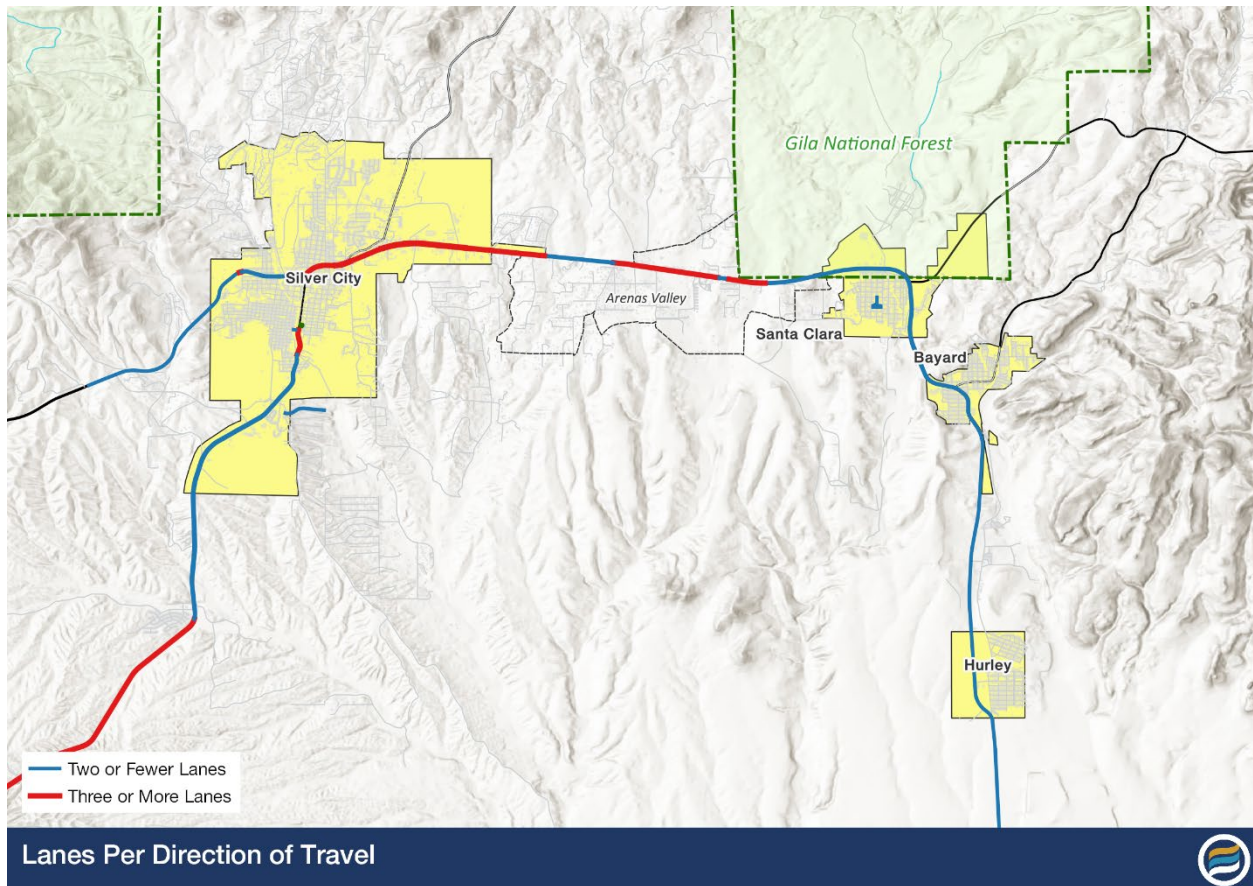 Gila National Forest
Silver City
Arenas Valley
Santa Clara
Bayard
Hurley
Two or Fewer Lanes
Three or More Lanes
Lanes Per Direction of Travel